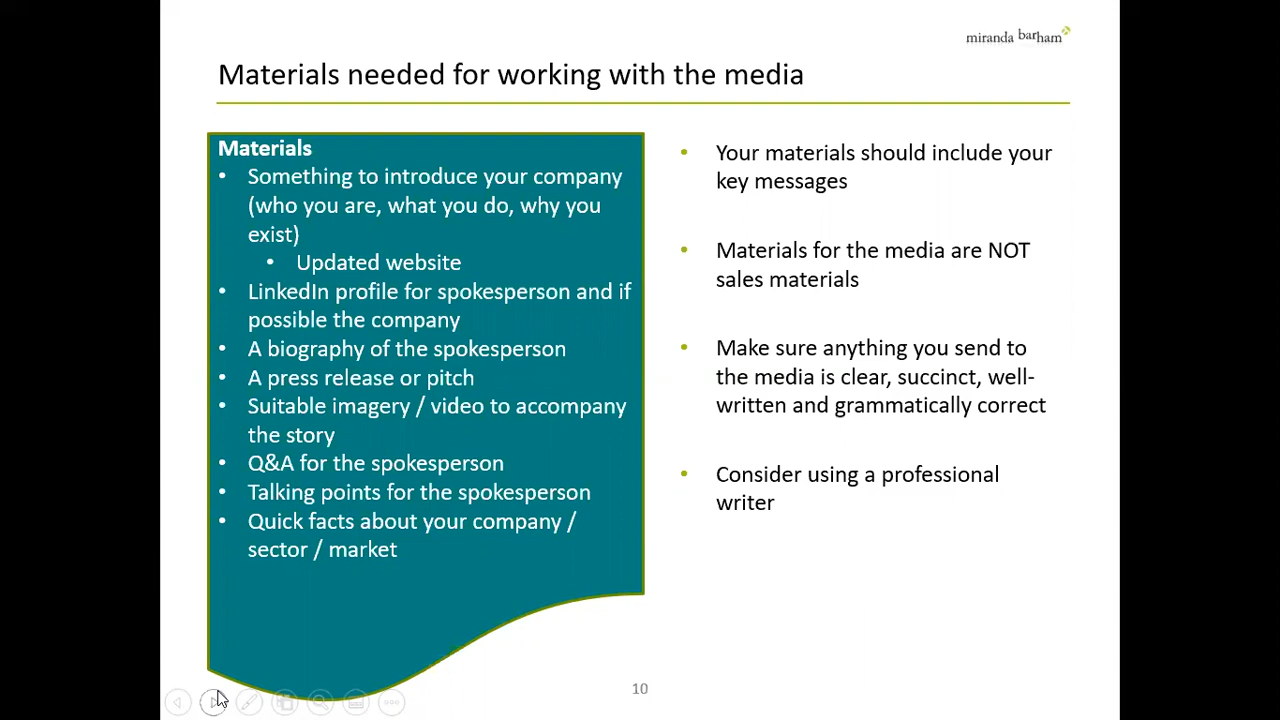 miranda barham
Materials needed for working with the media
Materials
• Something to introduce your company
(who you are, what you do, why you
exist)
• Updated website
• LinkedIn profile for spokesperson and if
possible the company
• A biography of the spokesperson
• A press release or pitch
• Suitable imagery / video to accompany
the story
• Q&A for the spokesperson
• Talking points for the spokesperson
• Quick facts about your company /
sector / market
• Your materials should include your
key messages
• Materials for the media are NOT
sales materials
• Make sure anything you send to
the media is clear, succinct, well-
written and grammatically correct
• Consider using a professional
writer
10